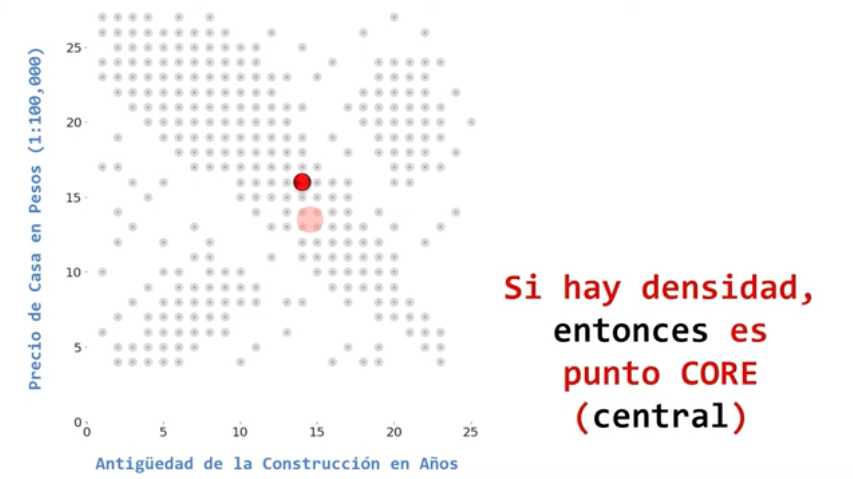 Precio de Casa en Pesos (1:100,000)
25
20
15
10
5
0
0 5 10 15 20 25
Antigüedad de la Construcción en Años
Si hay densidad,
entonces es
punto CORE
(central)